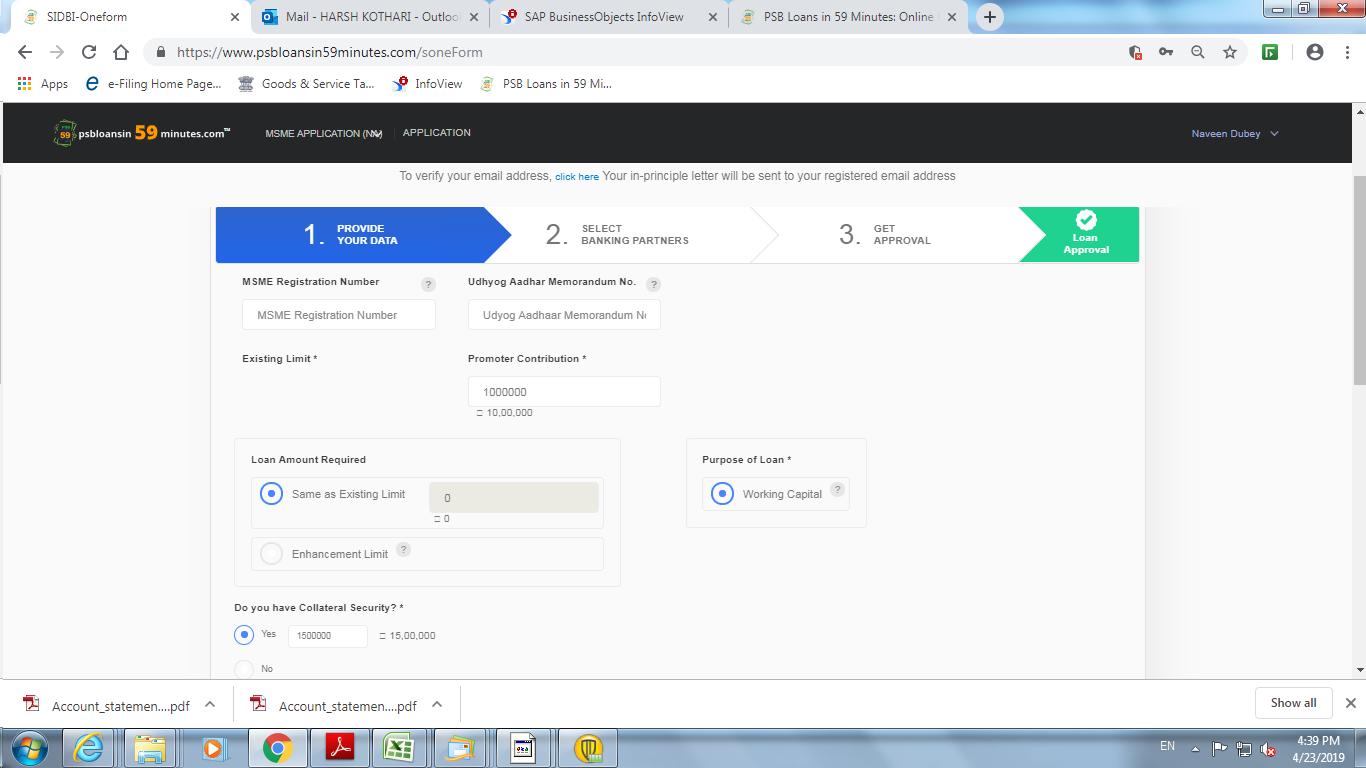 SIDBI-Oneform
Mail - HARSH KOTHARI - Outloo
SAP BusinessObjects InfoView
PSB Loans in 59 Minutes: Online
https://www.psbloansin59minutes.com/soneForm
Apps
e-Filing Home Page...
Goods & Service Ta...
InfoView
PSB Loans in 59 Mi...
psbloansin 59 minutes.com™
MSME APPLICATION
APPLICATION
Naveen Dubey
To verify your email address, click here Your in-principle letter will be sent to your registered email address
1. PROVIDE
YOUR DATA
2. SELECT
BANKING PARTNERS
3. GET
APPROVAL
Loan
Approval
MSME Registration Number ?
Udhyog Aadhar Memorandum No. ?
MSME Registration Number
Udyog Aadhaar Memorandum N
Existing Limit *
Promoter Contribution *
1000000
10,00,000
Loan Amount Required
Same as Existing Limit
0
0
Enhancement Limit ?
Purpose of Loan *
Working Capital ?
Do you have Collateral Security? *
Yes
1500000
15,00,000
No
Account_statemen....pdf
Account_statemen....pdf
Show all
EN
4:39 PM
4/23/2019